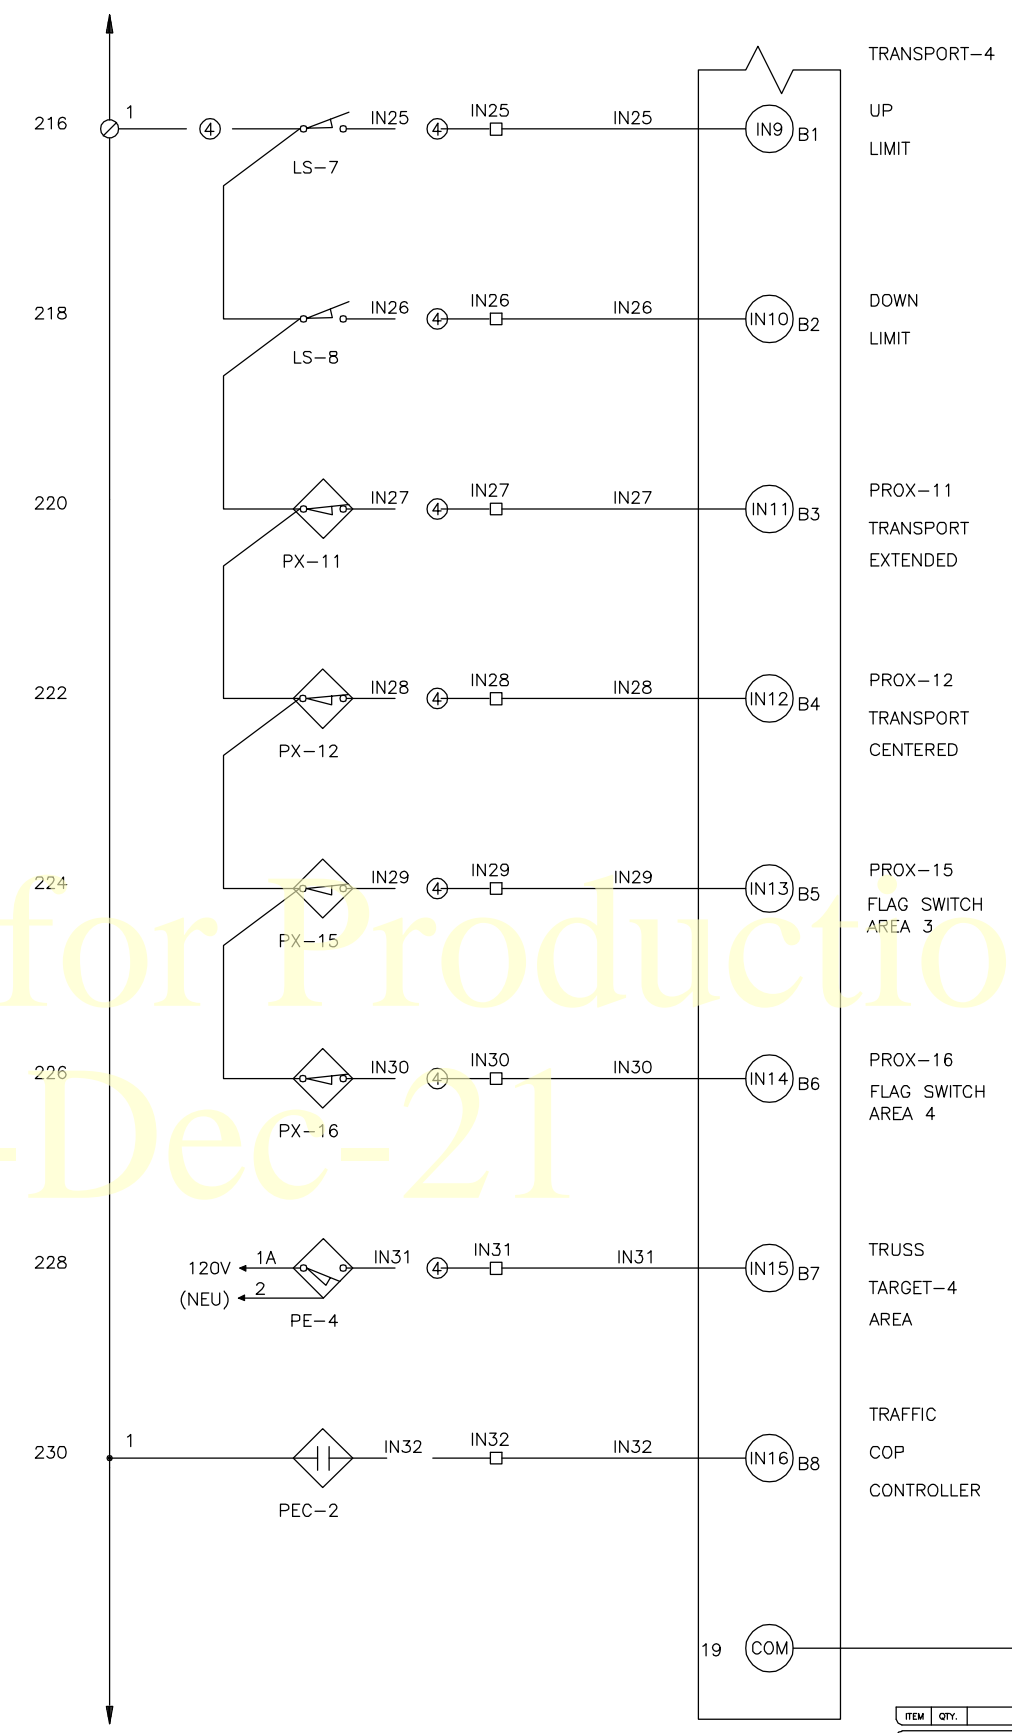 TRANSPORT-4
216 1 4 IN25 4 IN25 IN25 IN9 B1 UP
LS-7 LIMIT
218 IN26 4 IN26 IN26 IN10 B2 DOWN
LS-8 LIMIT
220 IN27 4 IN27 IN27 IN11 B3 PROX-11
TRANSPORT
PX-11 EXTENDED
222 IN28 4 IN28 IN28 IN12 B4 PROX-12
TRANSPORT
PX-12 CENTERED
224 IN29 4 IN29 IN29 IN13 B5 PROX-15
FLAG SWITCH
PX-15 AREA 3
for Productio
226 IN30 4 IN30 IN30 IN14 B6 PROX-16
FLAG SWITCH
PX-16 AREA 4
-Dec-21
228 120V 1A IN31 4 IN31 IN31 IN15 B7 TRUSS
(NEU) 2 TARGET-4
PE-4 AREA
TRAFFIC
230 1 IN32 IN32 IN32 IN16 B8 COP
PEC-2 CONTROLLER
19 COM
ITEM QTY.